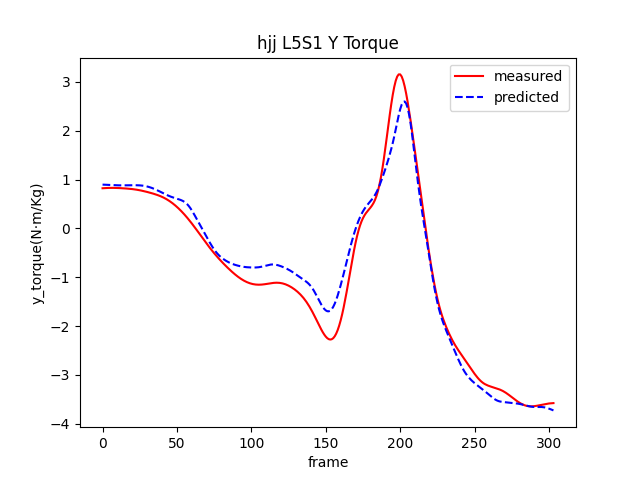 hjj L5S1 Y Torque
measured
predicted
y_torque(N·m/Kg)
3
2
1
0
−1
−2
−3
−4
0 50 100 150 200 250 300
frame